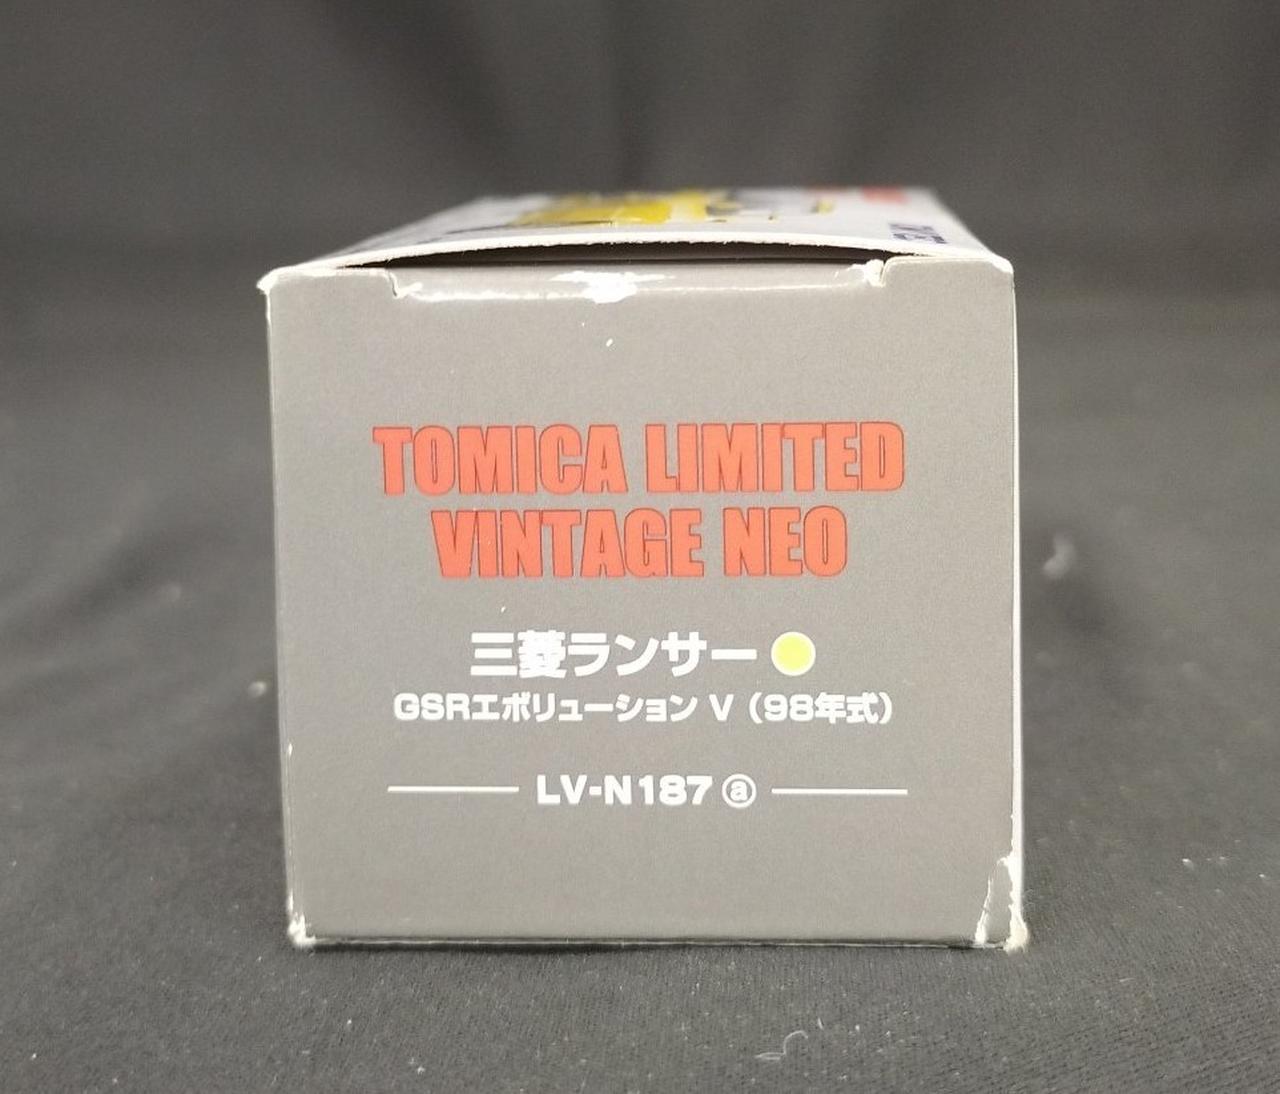 TOMICA LIMITED
VINTAGE NEO
三菱ランサー
GSRエボリューション V（98年式）
LV-N187 ⓐ